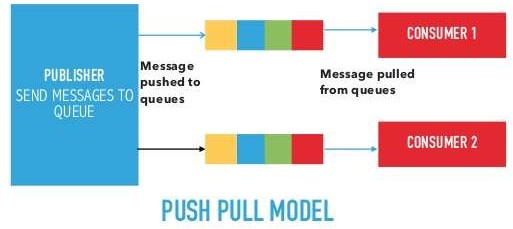 PUBLISHER
SEND MESSAGES TO
QUEUE
Message
pushed to
queues
Message pulled
from queues
CONSUMER 1
CONSUMER 2
PUSH PULL MODEL